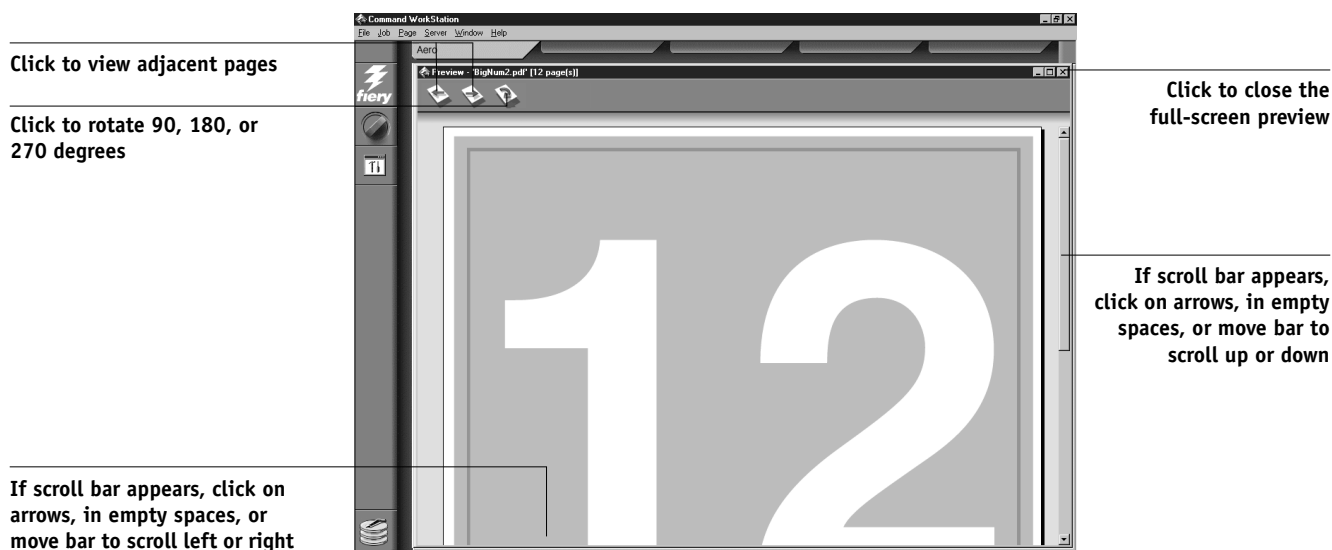 Command WorkStation
File Job Page Server Window Help
Aero
Preview - 'BigNum2.pdf' [12 page(s)]
fiery
12
Click to view adjacent pages
Click to rotate 90, 180, or
270 degrees
If scroll bar appears, click on
arrows, in empty spaces, or
move bar to scroll left or right
Click to close the
full-screen preview
If scroll bar appears,
click on arrows, in empty
spaces, or move bar to
scroll up or down